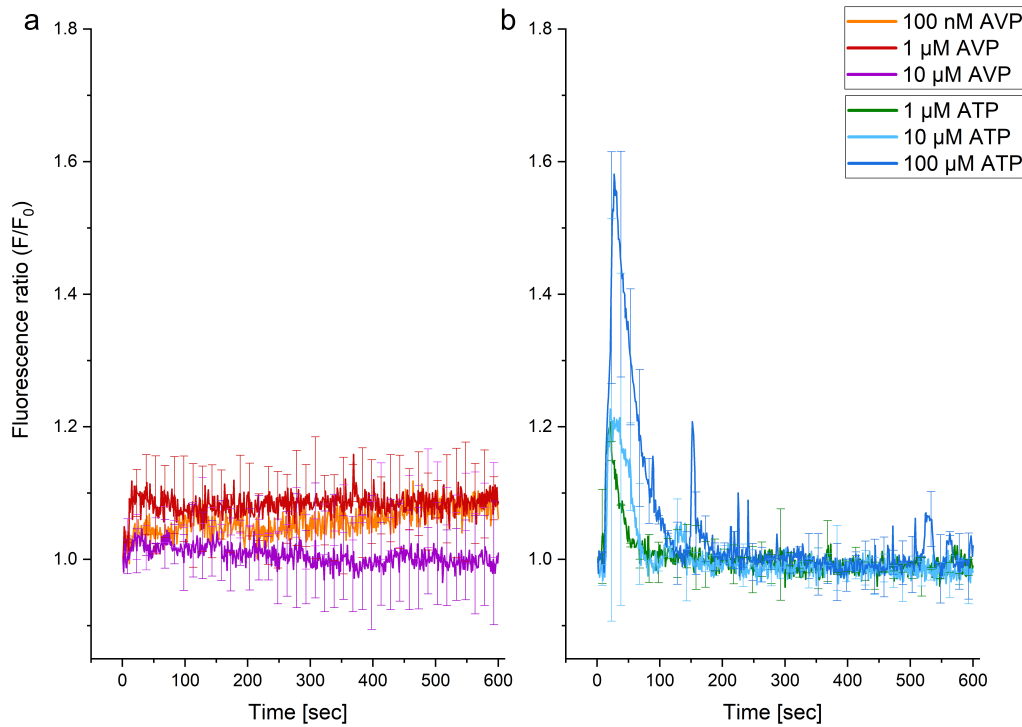 a
1.8
1.6
1.4
1.2
1.0
Fluorescence ratio (F/F0)
0 100 200 300 400 500 600
Time [sec]
b
100 nM AVP
1 µM AVP
10 µM AVP
1 µM ATP
10 µM ATP
100 µM ATP
1.8
1.6
1.4
1.2
1.0
0 100 200 300 400 500 600
Time [sec]